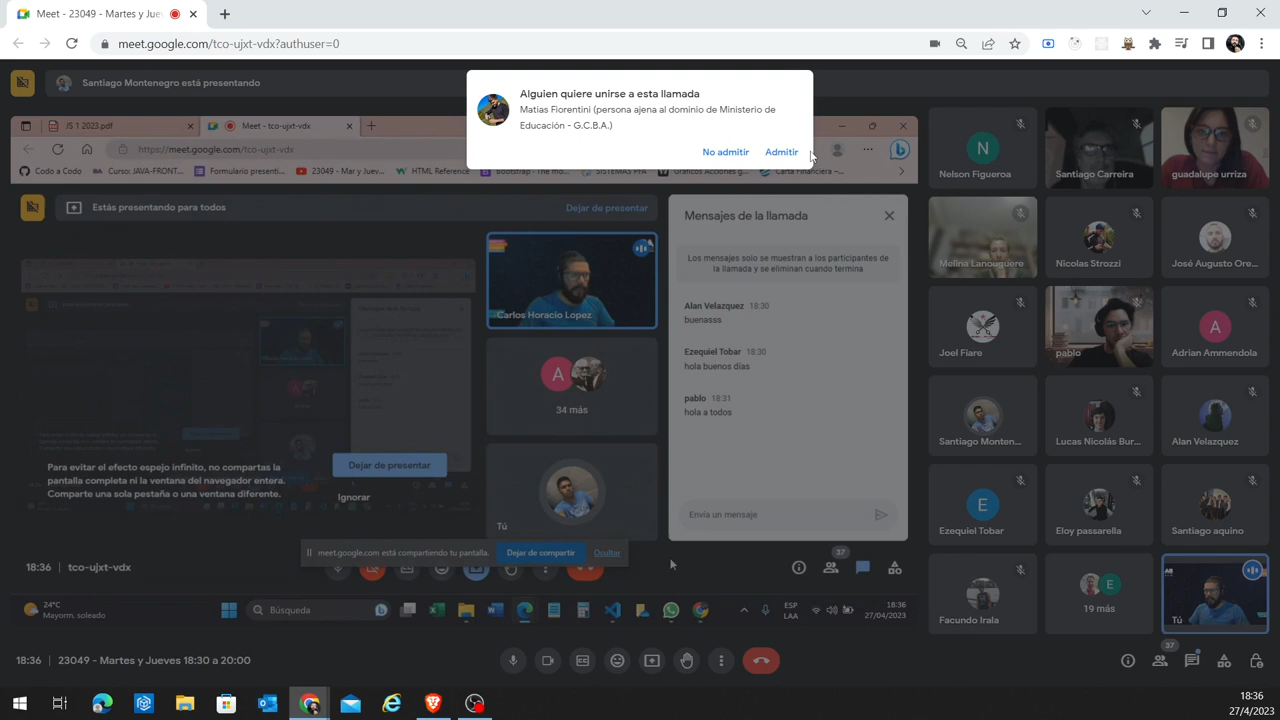 Meet - 23049 - Martes y Juev
meet.google.com/tco-ujxt-vdx?authuser=0
Santiago Montenegro está presentando
Alguien quiere unirse a esta llamada
Matias Fiorentini (persona ajena al dominio de Ministerio de
Educación - G.C.B.A.)
No admitir
Admitir
JS 1 2023.pdf
Meet - tco-ujxt-vdx
https://meet.google.com/tco-ujxt-vdx
Codo a Codo
Curso: JAVA-FRONT...
Formulario presenti...
23049 - Mar y Juev...
HTML Reference
Bootstrap - The mo...
SISTEMAS PYA
Graficos Acciones g...
Carta Financiera –...
Estás presentando para todos
Dejar de presentar
Mensajes de la llamada
Los mensajes solo se muestran a los participantes de
la llamada y se eliminan cuando termina
Alan Velazquez 18:30
buenasss
Ezequiel Tobar 18:30
hola buenos días
pablo 18:31
hola a todos
Envía un mensaje
Carlos Horacio Lopez
A
34 más
Tú
Para evitar el efecto espejo infinito, no compartas la
pantalla completa ni la ventana del navegador entera.
Comparte una sola pestaña o una ventana diferente.
Dejar de presentar
Ignorar
meet.google.com está compartiendo tu pantalla.
Dejar de compartir
Ocultar
18:36 | tco-ujxt-vdx
37
24°C
Mayorm. soleado
Búsqueda
ESP
LAA
18:36
27/04/2023
N
Nelson Figueroa
Santiago Carreira
guadalupe urriza
Melina Lanouguere
Nicolas Strozzi
José Augusto Ore...
Joel Fiare
pablo
A
Adrian Ammendola
Santiago Monten...
Lucas Nicolás Bur...
Alan Velazquez
E
Ezequiel Tobar
Eloy passarella
Santiago aquino
Facundo Irala
E
19 más
Tú
18:36 | 23049 - Martes y Jueves 18:30 a 20:00
37
18:36
27/4/2023